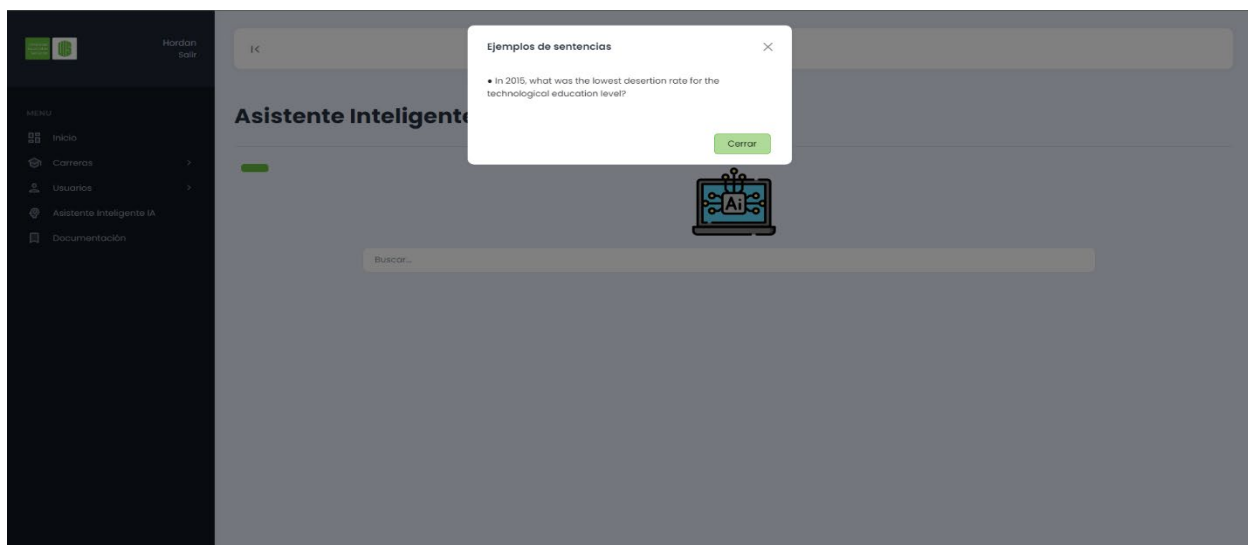 Hordan
Salir
MENU
Inicio
Carreras
Usuarios
Asistente Inteligente IA
Documentación
Asistente Inteligente
Ejemplos de sentencias
• In 2015, what was the lowest desertion rate for the
technological education level?
Cerrar
Ai
Buscar...